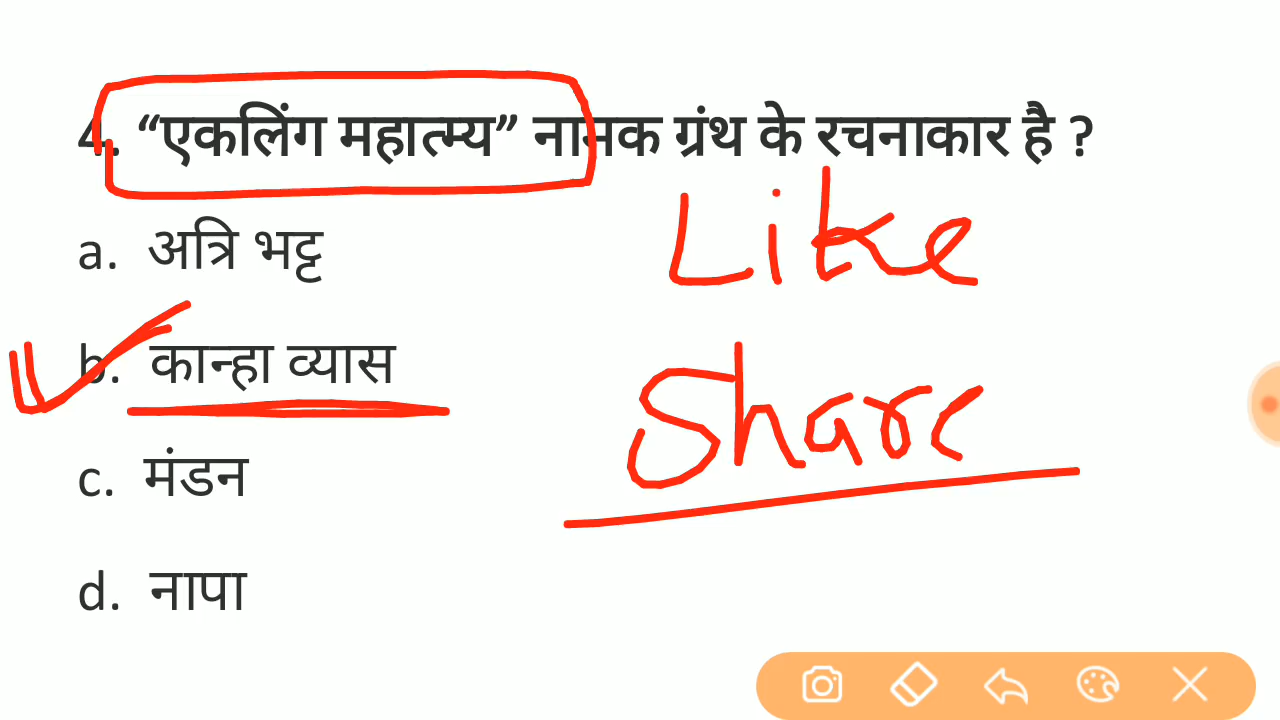 4. “एकलिंग महात्म्य” नामक ग्रंथ के रचनाकार है ?
a. अत्रि भट्ट
Like
b. कान्हा व्यास
Share
c. मंडन
d. नापा